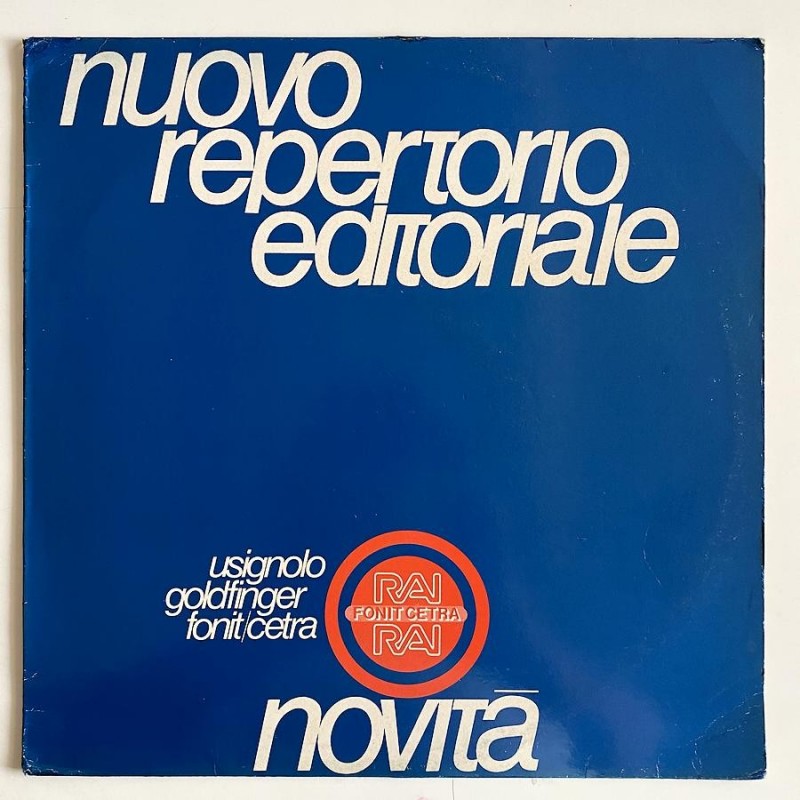 nuovo
repertorio
editoriale
usignolo
goldfinger
fonit/cetra
RAI
FONIT CETRA
RAI
novità